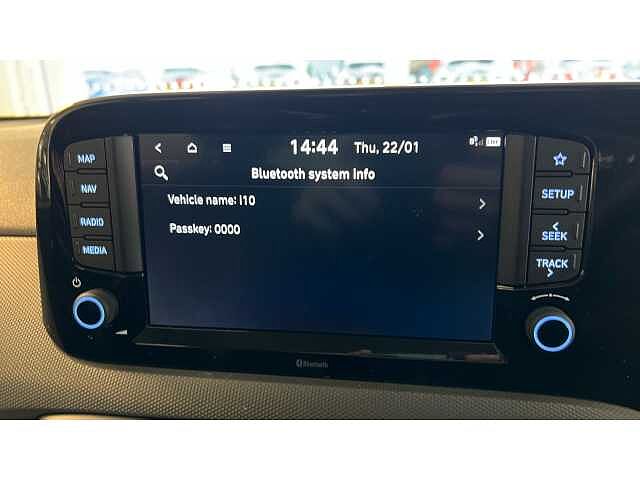 MAP
NAV
RADIO
MEDIA
14:44 Thu, 22/01
Bluetooth system info
Vehicle name: i10
Passkey: 0000
SETUP
SEEK
TRACK
Bluetooth